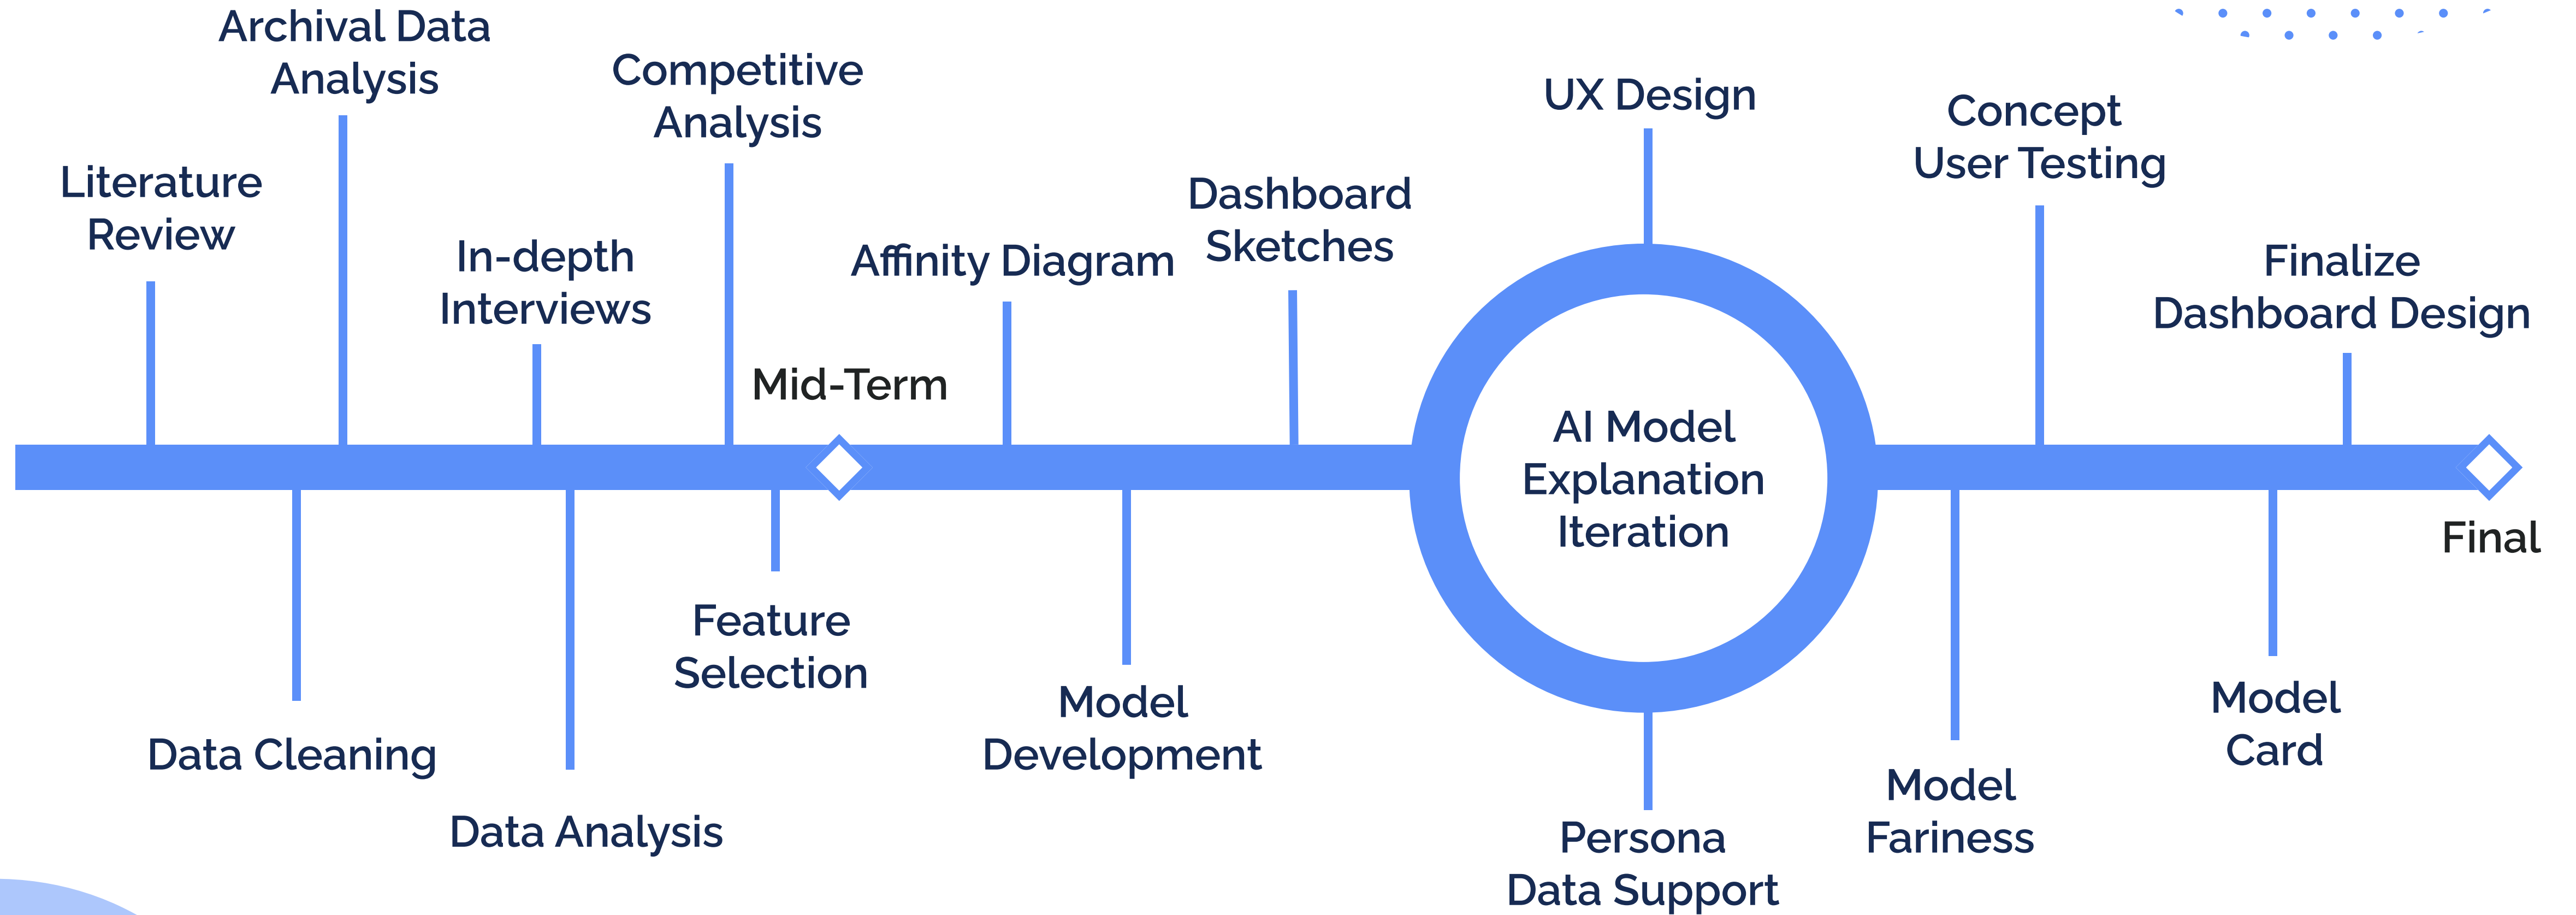 Archival Data
Analysis
Competitive
Analysis
UX Design
Concept
User Testing
Literature
Review
Dashboard
Sketches
In-depth
Interviews
Affinity Diagram
Finalize
Dashboard Design
Mid-Term
AI Model
Explanation
Iteration
Final
Feature
Selection
Model
Development
Model
Card
Data Cleaning
Model
Fariness
Data Analysis
Persona
Data Support